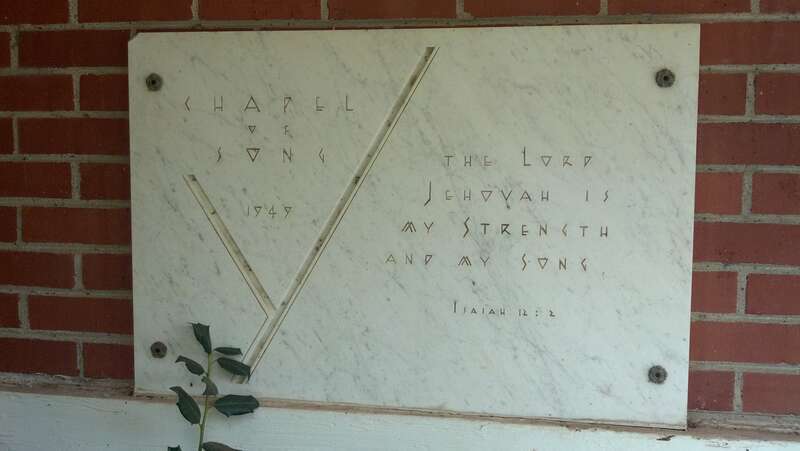 CHAPEL
OF
SONG
1949
THE LORD
JEHOVAH IS
MY STRENGTH
AND MY SONG
ISAIAH 12:2